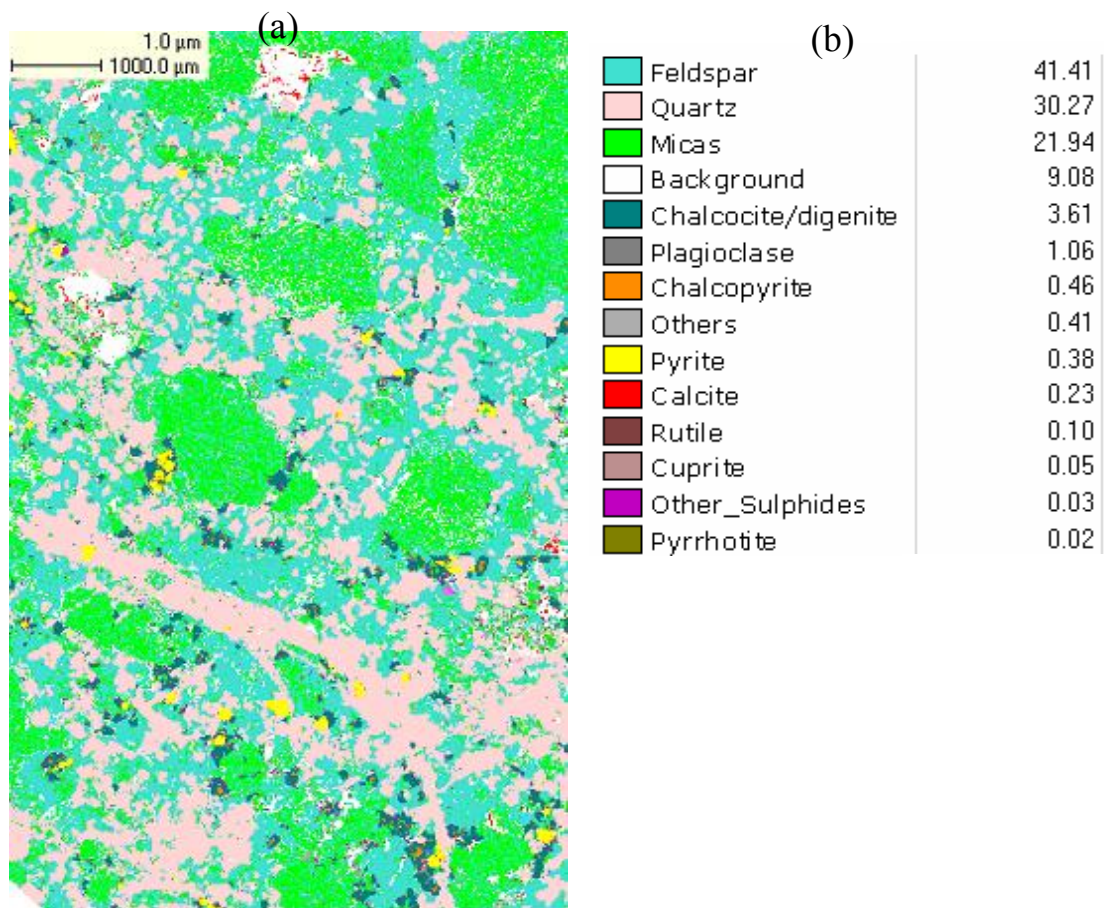 (a)
1.0 µm
1000.0 µm
(b)
Feldspar 41.41
Quartz 30.27
Micas 21.94
Background 9.08
Chalcocite/digenite 3.61
Plagioclase 1.06
Chalcopyrite 0.46
Others 0.41
Pyrite 0.38
Calcite 0.23
Rutile 0.10
Cuprite 0.05
Other_Sulphides 0.03
Pyrrhotite 0.02